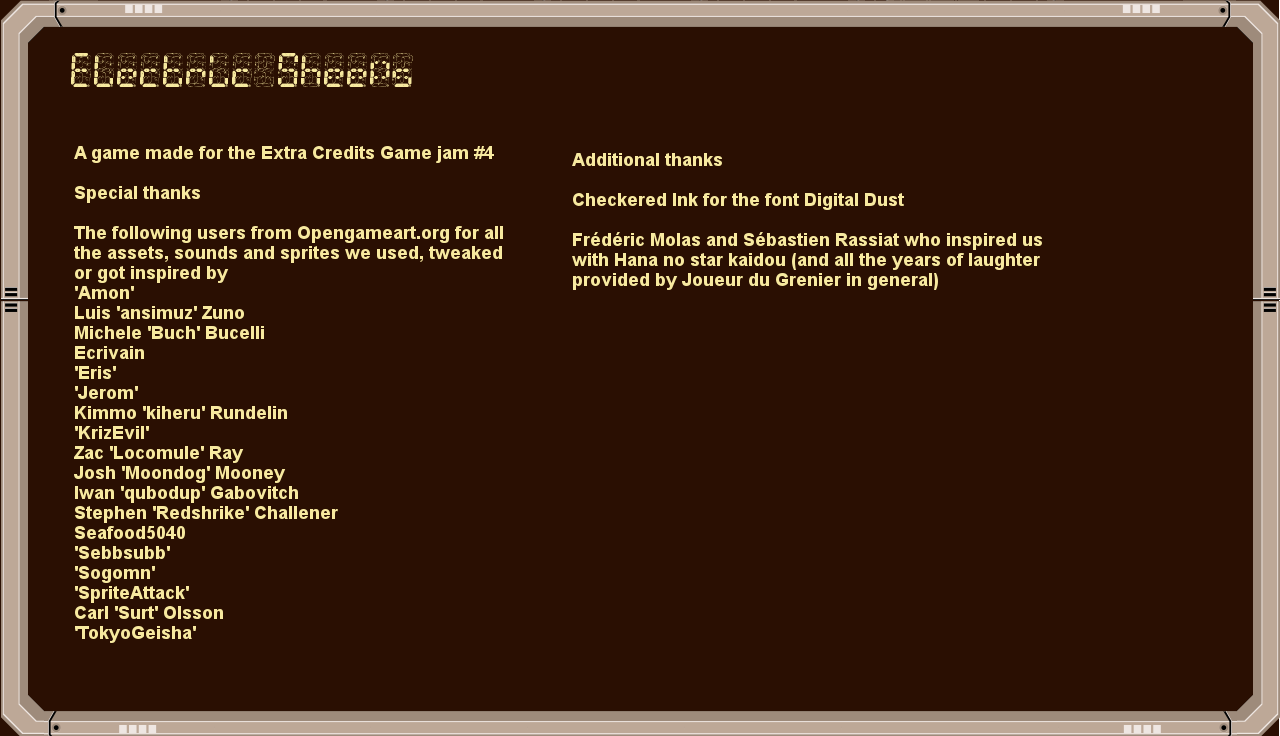 ELectric Sheeps
A game made for the Extra Credits Game jam #4
Special thanks
The following users from Opengameart.org for all
the assets, sounds and sprites we used, tweaked
or got inspired by
'Amon'
Luis 'ansimuz' Zuno
Michele 'Buch' Bucelli
Ecrivain
'Eris'
'Jerom'
Kimmo 'kiheru' Rundelin
'KrizEvil'
Zac 'Locomule' Ray
Josh 'Moondog' Mooney
Iwan 'qubodup' Gabovitch
Stephen 'Redshrike' Challener
Seafood5040
'Sebbsubb'
'Sogomn'
'SpriteAttack'
Carl 'Surt' Olsson
'TokyoGeisha'
Additional thanks
Checkered Ink for the font Digital Dust
Frédéric Molas and Sébastien Rassiat who inspired us
with Hana no star kaidou (and all the years of laughter
provided by Joueur du Grenier in general)